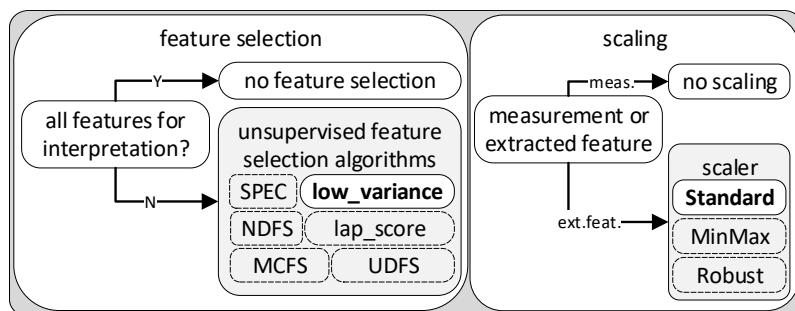 feature selection
Y
no feature selection
all features for
interpretation?
N
unsupervised feature
selection algorithms
SPEC
low_variance
NDFS
lap_score
MCFS
UDFS
scaling
meas.
no scaling
measurement or
extracted feature
ext.feat.
scaler
Standard
MinMax
Robust